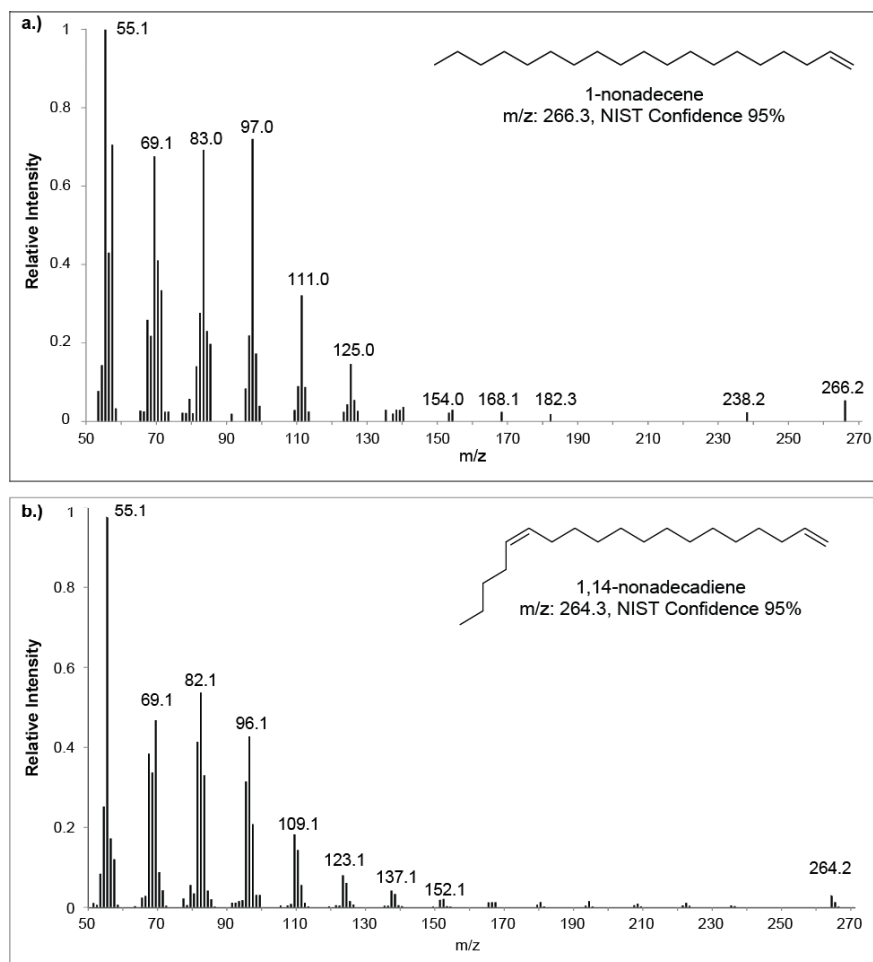 a.)
1
55.1
0.8
0.6
0.4
0.2
0
Relative Intensity
69.1
83.0
97.0
111.0
125.0
154.0
168.1
182.3
238.2
266.2
1-nonadecene
m/z: 266.3, NIST Confidence 95%
50 70 90 110 130 150 170 190 210 230 250 270
m/z
b.)
1
55.1
0.8
0.6
0.4
0.2
0
Relative Intensity
69.1
82.1
96.1
109.1
123.1
137.1
152.1
264.2
1,14-nonadecadiene
m/z: 264.3, NIST Confidence 95%
50 70 90 110 130 150 170 190 210 230 250 270
m/z